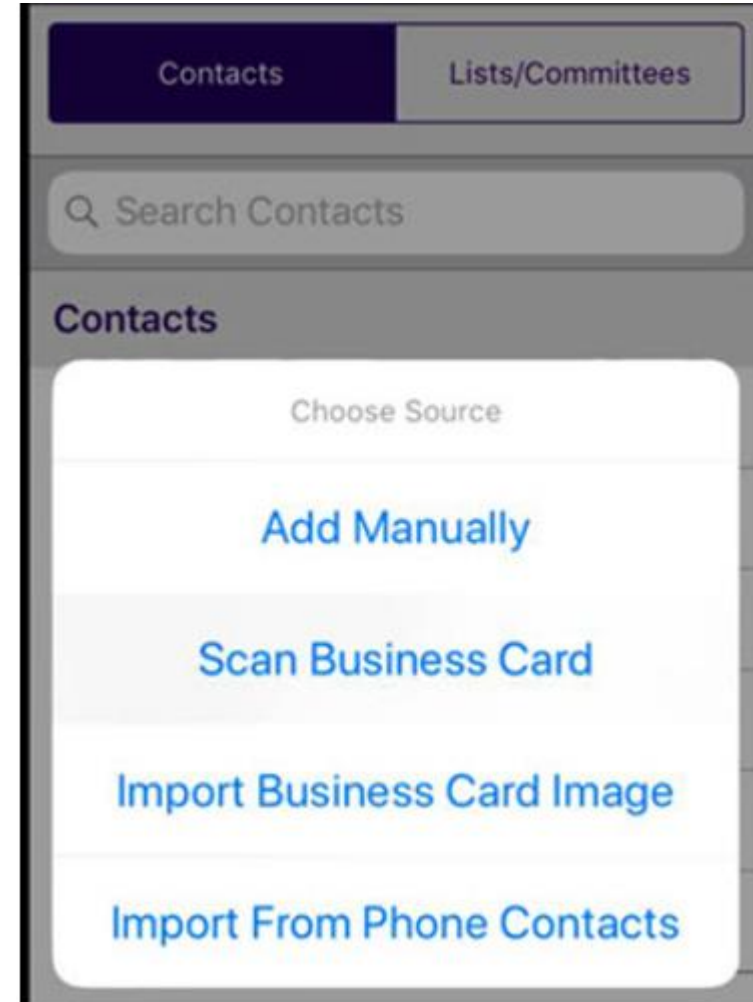 Contacts
Lists/Committees
Search Contacts
Contacts
Choose Source
Add Manually
Scan Business Card
Import Business Card Image
Import From Phone Contacts